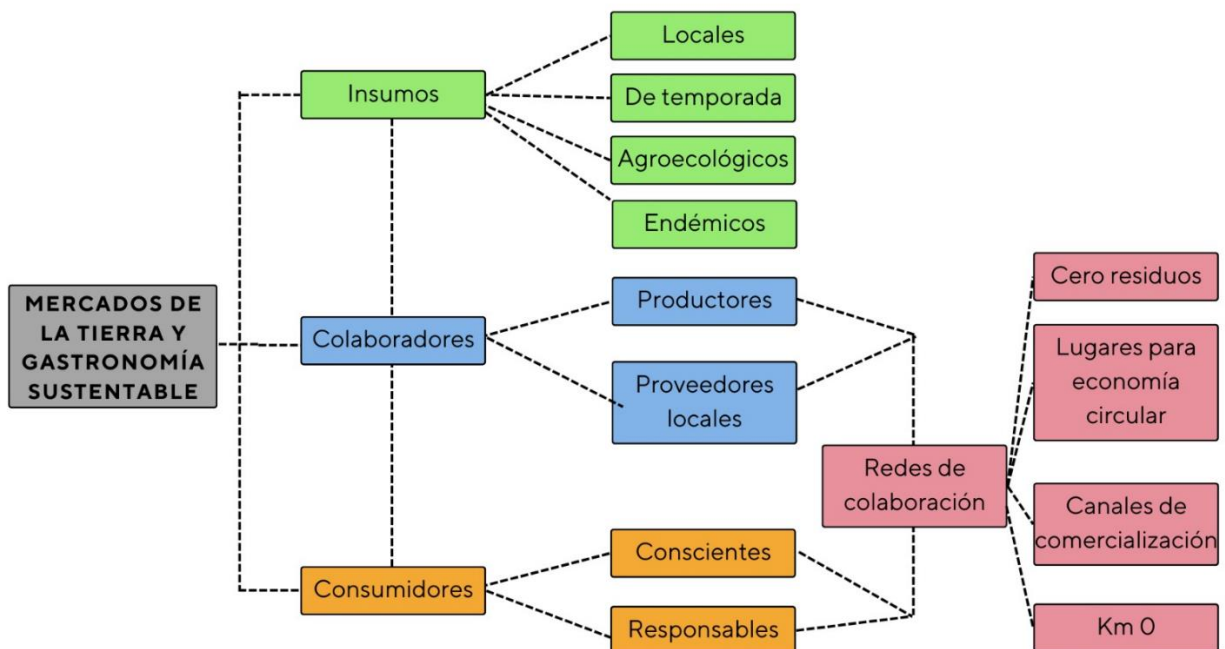 MERCADOS DE
LA TIERRA Y
GASTRONOMÍA
SUSTENTABLE
Insumos
Locales
De temporada
Agroecológicos
Endémicos
Colaboradores
Productores
Proveedores
locales
Consumidores
Conscientes
Responsables
Redes de
colaboración
Cero residuos
Lugares para
economía
circular
Canales de
comercialización
Km 0